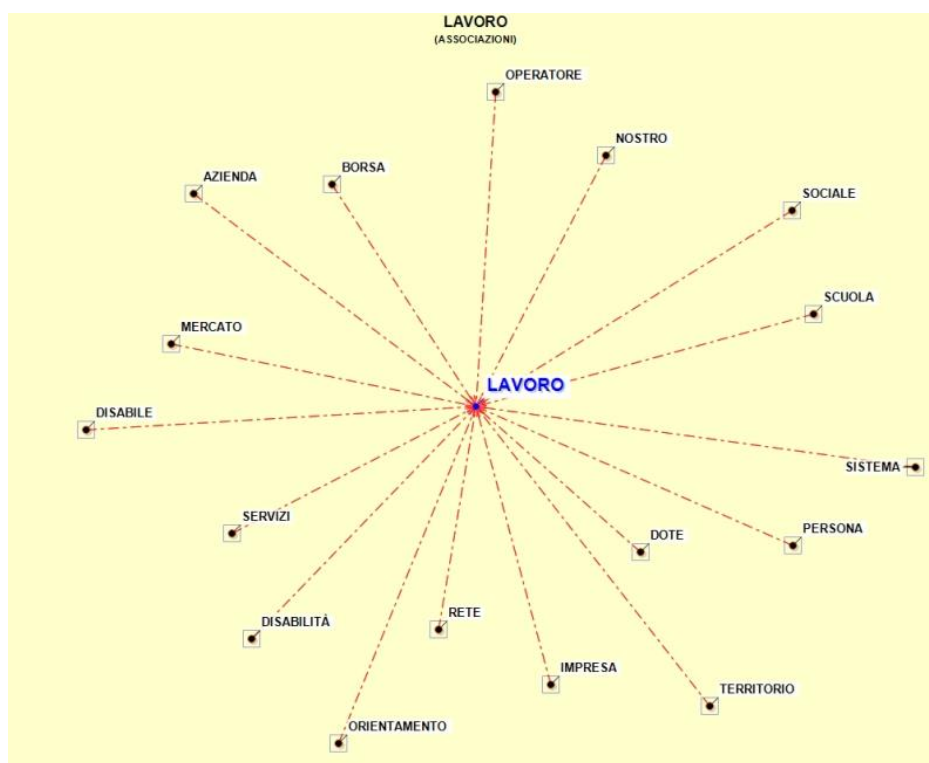 LAVORO
(ASSOCIAZIONI)
OPERATORE
NOSTRO
BORSA
AZIENDA
SOCIALE
SCUOLA
MERCATO
LAVORO
DISABILE
SISTEMA
SERVIZI
PERSONA
DOTE
RETE
DISABILITÀ
IMPRESA
TERRITORIO
ORIENTAMENTO